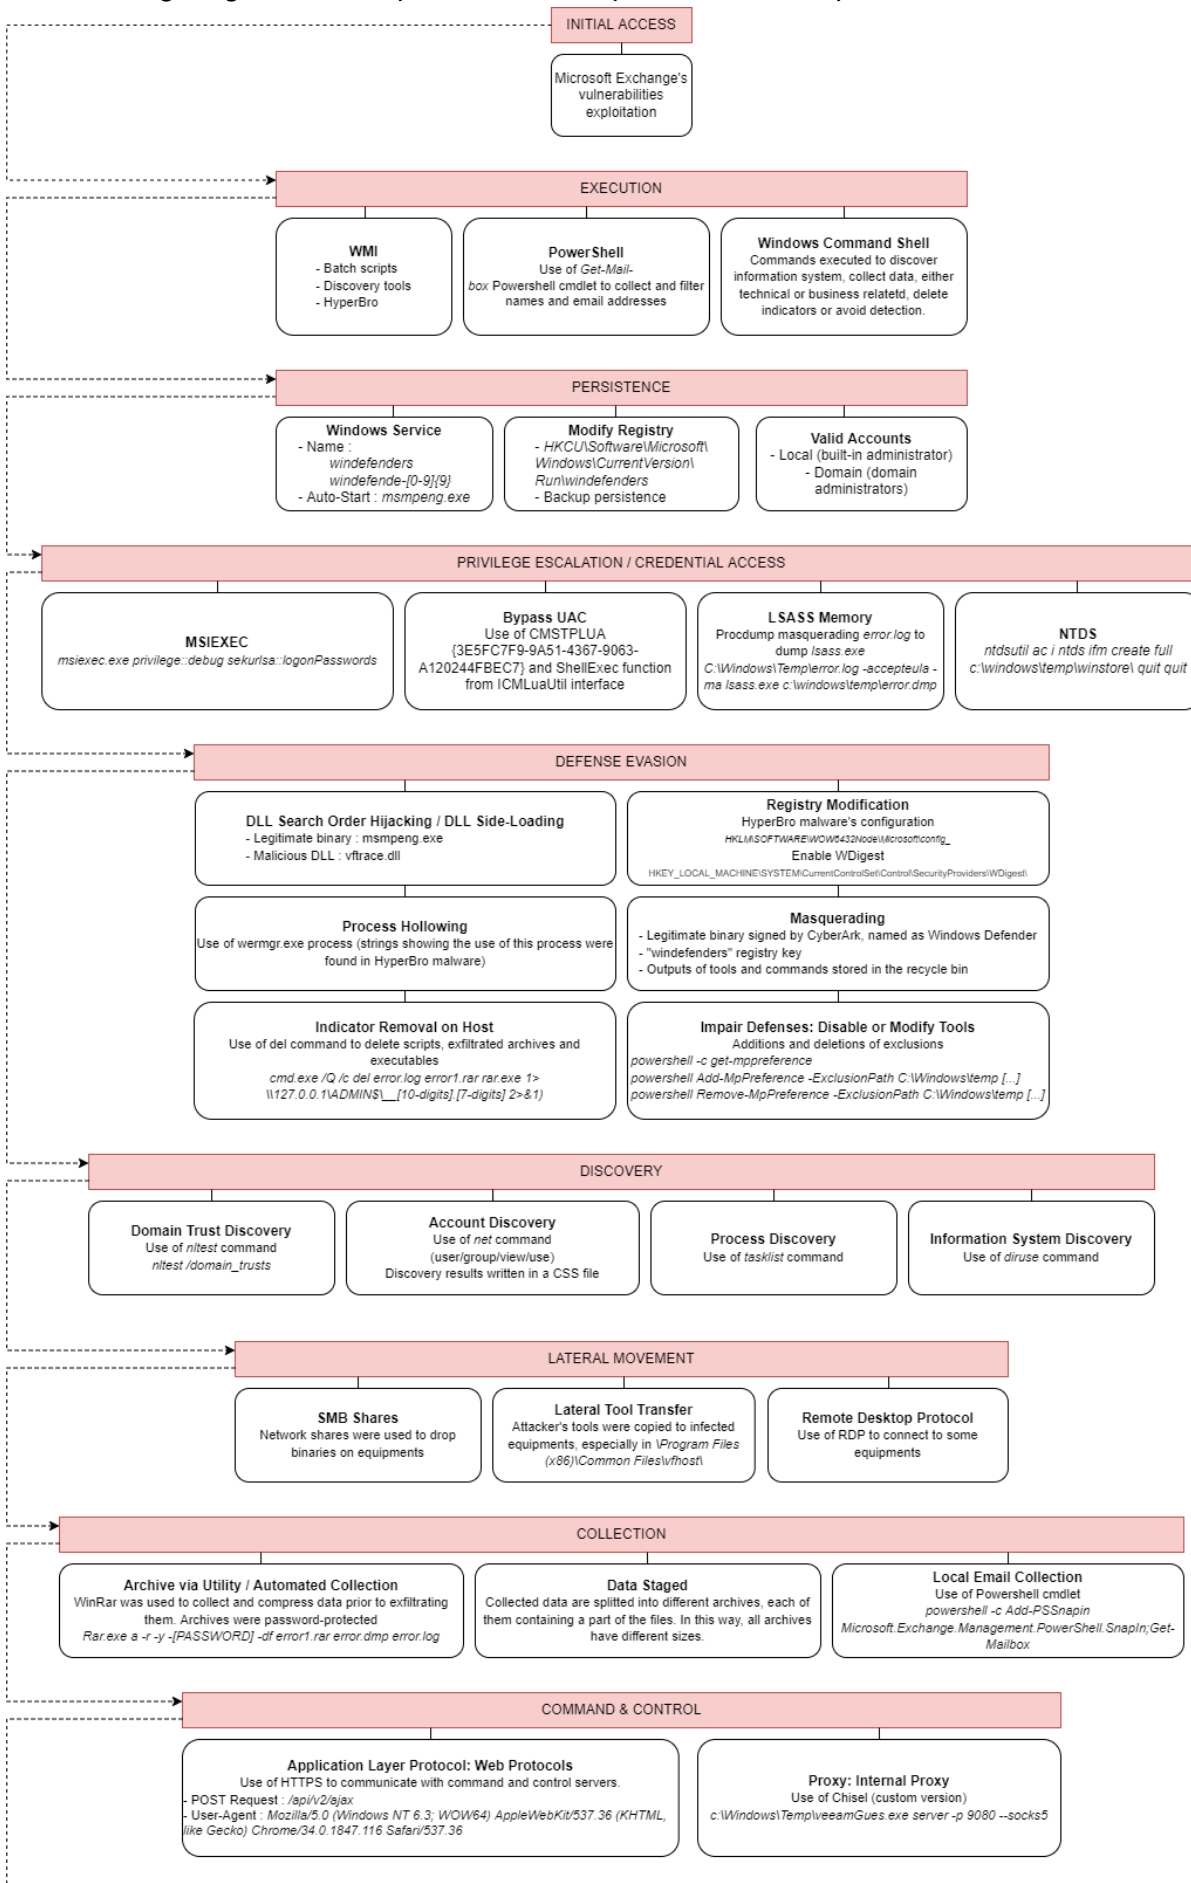 INITIAL ACCESS
Microsoft Exchange's
vulnerabilities
exploitation
EXECUTION
WMI
- Batch scripts
- Discovery tools
- HyperBro
PowerShell
Use of Get-Mail-
box Powershell cmdlet to collect and filter
names and email addresses
Windows Command Shell
Commands executed to discover
information system, collect data, either
technical or business relatetd, delete
indicators or avoid detection.
PERSISTENCE
Windows Service
- Name :
windefenders
windefende-[0-9]{9}
- Auto-Start : msmpeng.exe
Modify Registry
- HKCU\Software\Microsoft\
Windows\CurrentVersion\
Run\windefenders
- Backup persistence
Valid Accounts
- Local (built-in administrator)
- Domain (domain
administrators)
PRIVILEGE ESCALATION / CREDENTIAL ACCESS
MSIEXEC
msiexec.exe privilege::debug sekurlsa::logonPasswords
Bypass UAC
Use of CMSTPLUA
{3E5FC7F9-9A51-4367-9063-
A120244FBEC7} and ShellExec function
from ICMLuaUtil interface
LSASS Memory
Procdump masquerading error.log to
dump lsass.exe
C:\Windows\Temp\error.log -accepteula -
ma lsass.exe c:\windows\temp\error.dmp
NTDS
ntdsutil ac i ntds ifm create full
c:\windows\temp\winstore\ quit quit
DEFENSE EVASION
DLL Search Order Hijacking / DLL Side-Loading
- Legitimate binary : msmpeng.exe
- Malicious DLL : vftrace.dll
Registry Modification
HyperBro malware's configuration
HKLM\SOFTWARE\WOW6432Node\Microsoft\config_
Enable WDigest
HKEY_LOCAL_MACHINE\SYSTEM\CurrentControlSet\Control\SecurityProviders\WDigest\
Process Hollowing
Use of wermgr.exe process (strings showing the use of this process were
found in HyperBro malware)
Masquerading
- Legitimate binary signed by CyberArk, named as Windows Defender
- "windefenders" registry key
- Outputs of tools and commands stored in the recycle bin
Indicator Removal on Host
Use of del command to delete scripts, exfiltrated archives and
executables
cmd.exe /Q /c del error.log error1.rar rar.exe 1>
\\127.0.0.1\ADMIN$\__[10-digits].[7-digits] 2>&1)
Impair Defenses: Disable or Modify Tools
Additions and deletions of exclusions
powershell -c get-mppreference
powershell Add-MpPreference -ExclusionPath C:\Windows\temp [...]
powershell Remove-MpPreference -ExclusionPath C:\Windows\temp [...]
DISCOVERY
Domain Trust Discovery
Use of nltest command
nltest /domain_trusts
Account Discovery
Use of net command
(user/group/view/use)
Discovery results written in a CSS file
Process Discovery
Use of tasklist command
Information System Discovery
Use of diruse command
LATERAL MOVEMENT
SMB Shares
Network shares were used to drop
binaries on equipments
Lateral Tool Transfer
Attacker's tools were copied to infected
equipments, especially in \Program Files
(x86)\Common Files\vfhost\
Remote Desktop Protocol
Use of RDP to connect to some
equipments
COLLECTION
Archive via Utility / Automated Collection
WinRar was used to collect and compress data prior to exfiltrating
them. Archives were password-protected
Rar.exe a -r -y -[PASSWORD] -df error1.rar error.dmp error.log
Data Staged
Collected data are splitted into different archives, each of
them containing a part of the files. In this way, all archives
have different sizes.
Local Email Collection
Use of Powershell cmdlet
powershell -c Add-PSSnapin
Microsoft.Exchange.Management.PowerShell.SnapIn;Get-
Mailbox
COMMAND & CONTROL
Application Layer Protocol: Web Protocols
Use of HTTPS to communicate with command and control servers.
- POST Request : /api/v2/ajax
- User-Agent : Mozilla/5.0 (Windows NT 6.3; WOW64) AppleWebKit/537.36 (KHTML,
like Gecko) Chrome/34.0.1847.116 Safari/537.36
Proxy: Internal Proxy
Use of Chisel (custom version)
c:\Windows\Temp\veeamGues.exe server -p 9080 --socks5